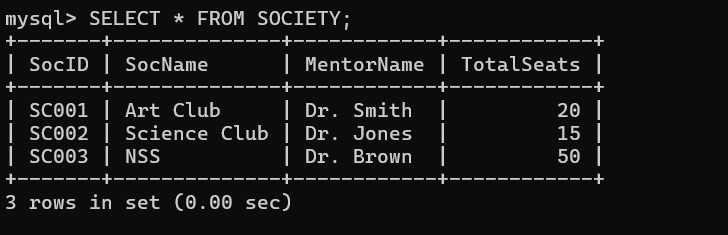 mysql> SELECT * FROM SOCIETY;
+-------+--------------+------------+------------+
| SocID | SocName      | MentorName | TotalSeats |
+-------+--------------+------------+------------+
| SC001 | Art Club     | Dr. Smith  |         20 |
| SC002 | Science Club | Dr. Jones  |         15 |
| SC003 | NSS          | Dr. Brown  |         50 |
+-------+--------------+------------+------------+
3 rows in set (0.00 sec)